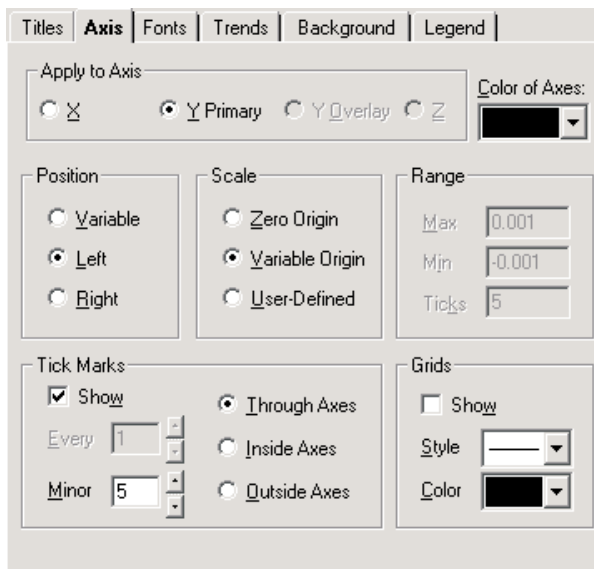 Titles Axis Fonts Trends Background Legend
Apply to Axis
X Y Primary Y Overlay Z
Color of Axes:
Position
Variable
Left
Right
Scale
Zero Origin
Variable Origin
User-Defined
Range
Max 0.001
Min -0.001
Ticks 5
Tick Marks
Show
Every 1
Minor 5
Through Axes
Inside Axes
Outside Axes
Grids
Show
Style
Color